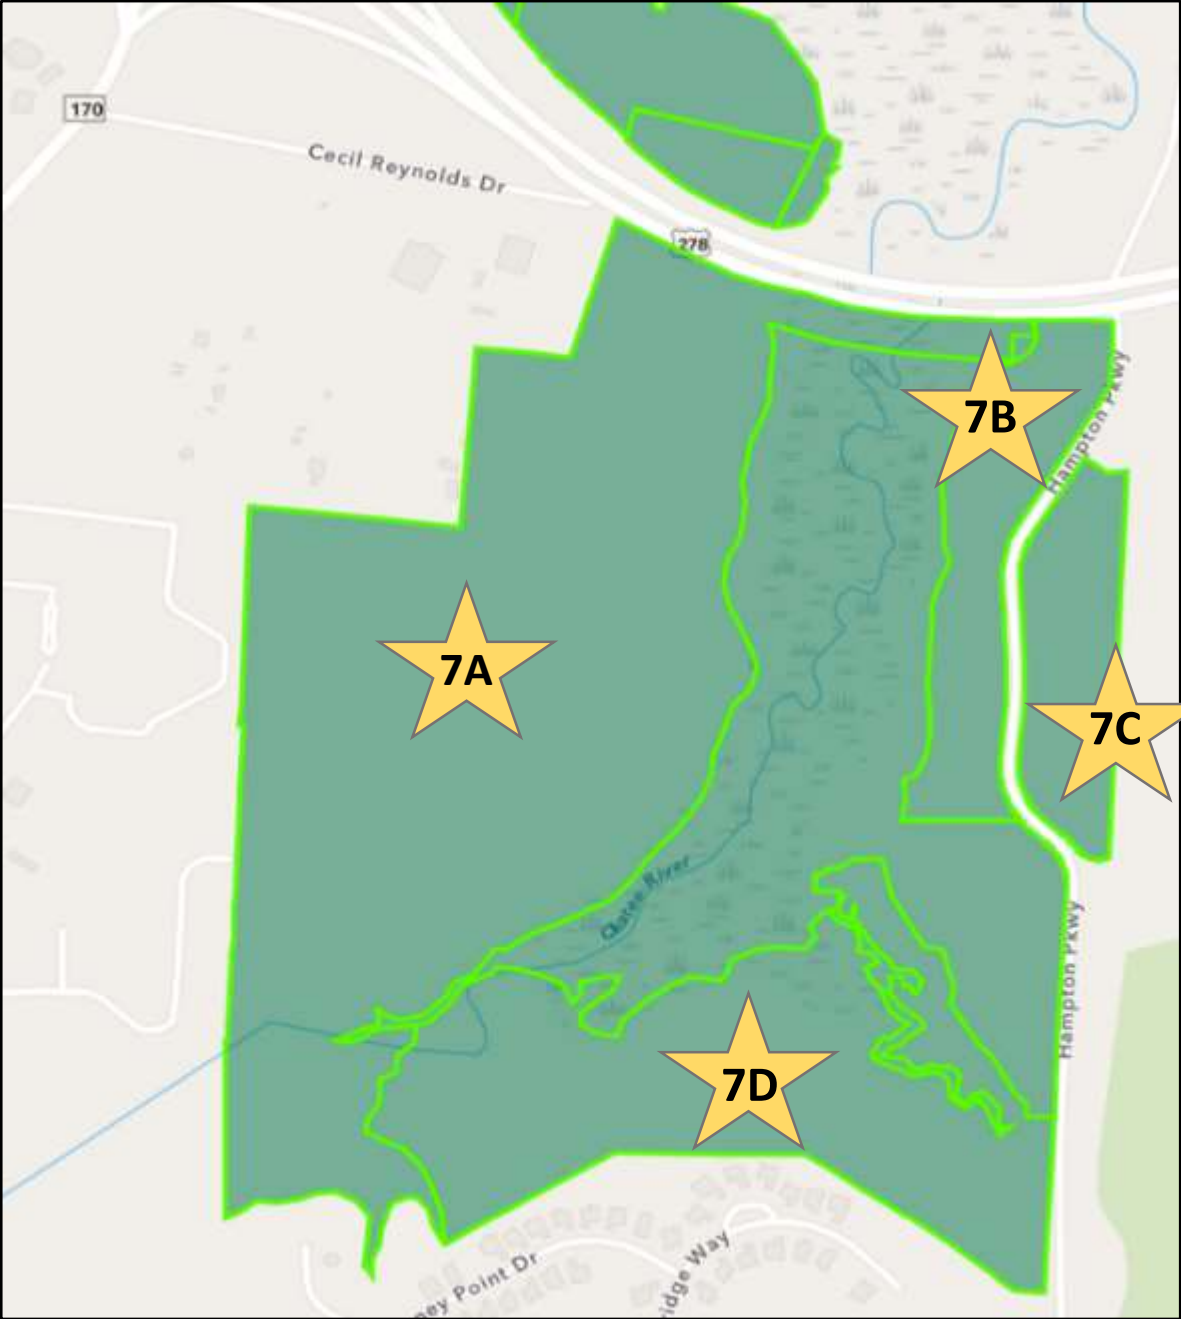 170
Cecil Reynolds Dr
278
7B
Hampton Pkwy
7A
7C
Okatee River
Hampton Pkwy
7D
ney Point Dr
idge Way